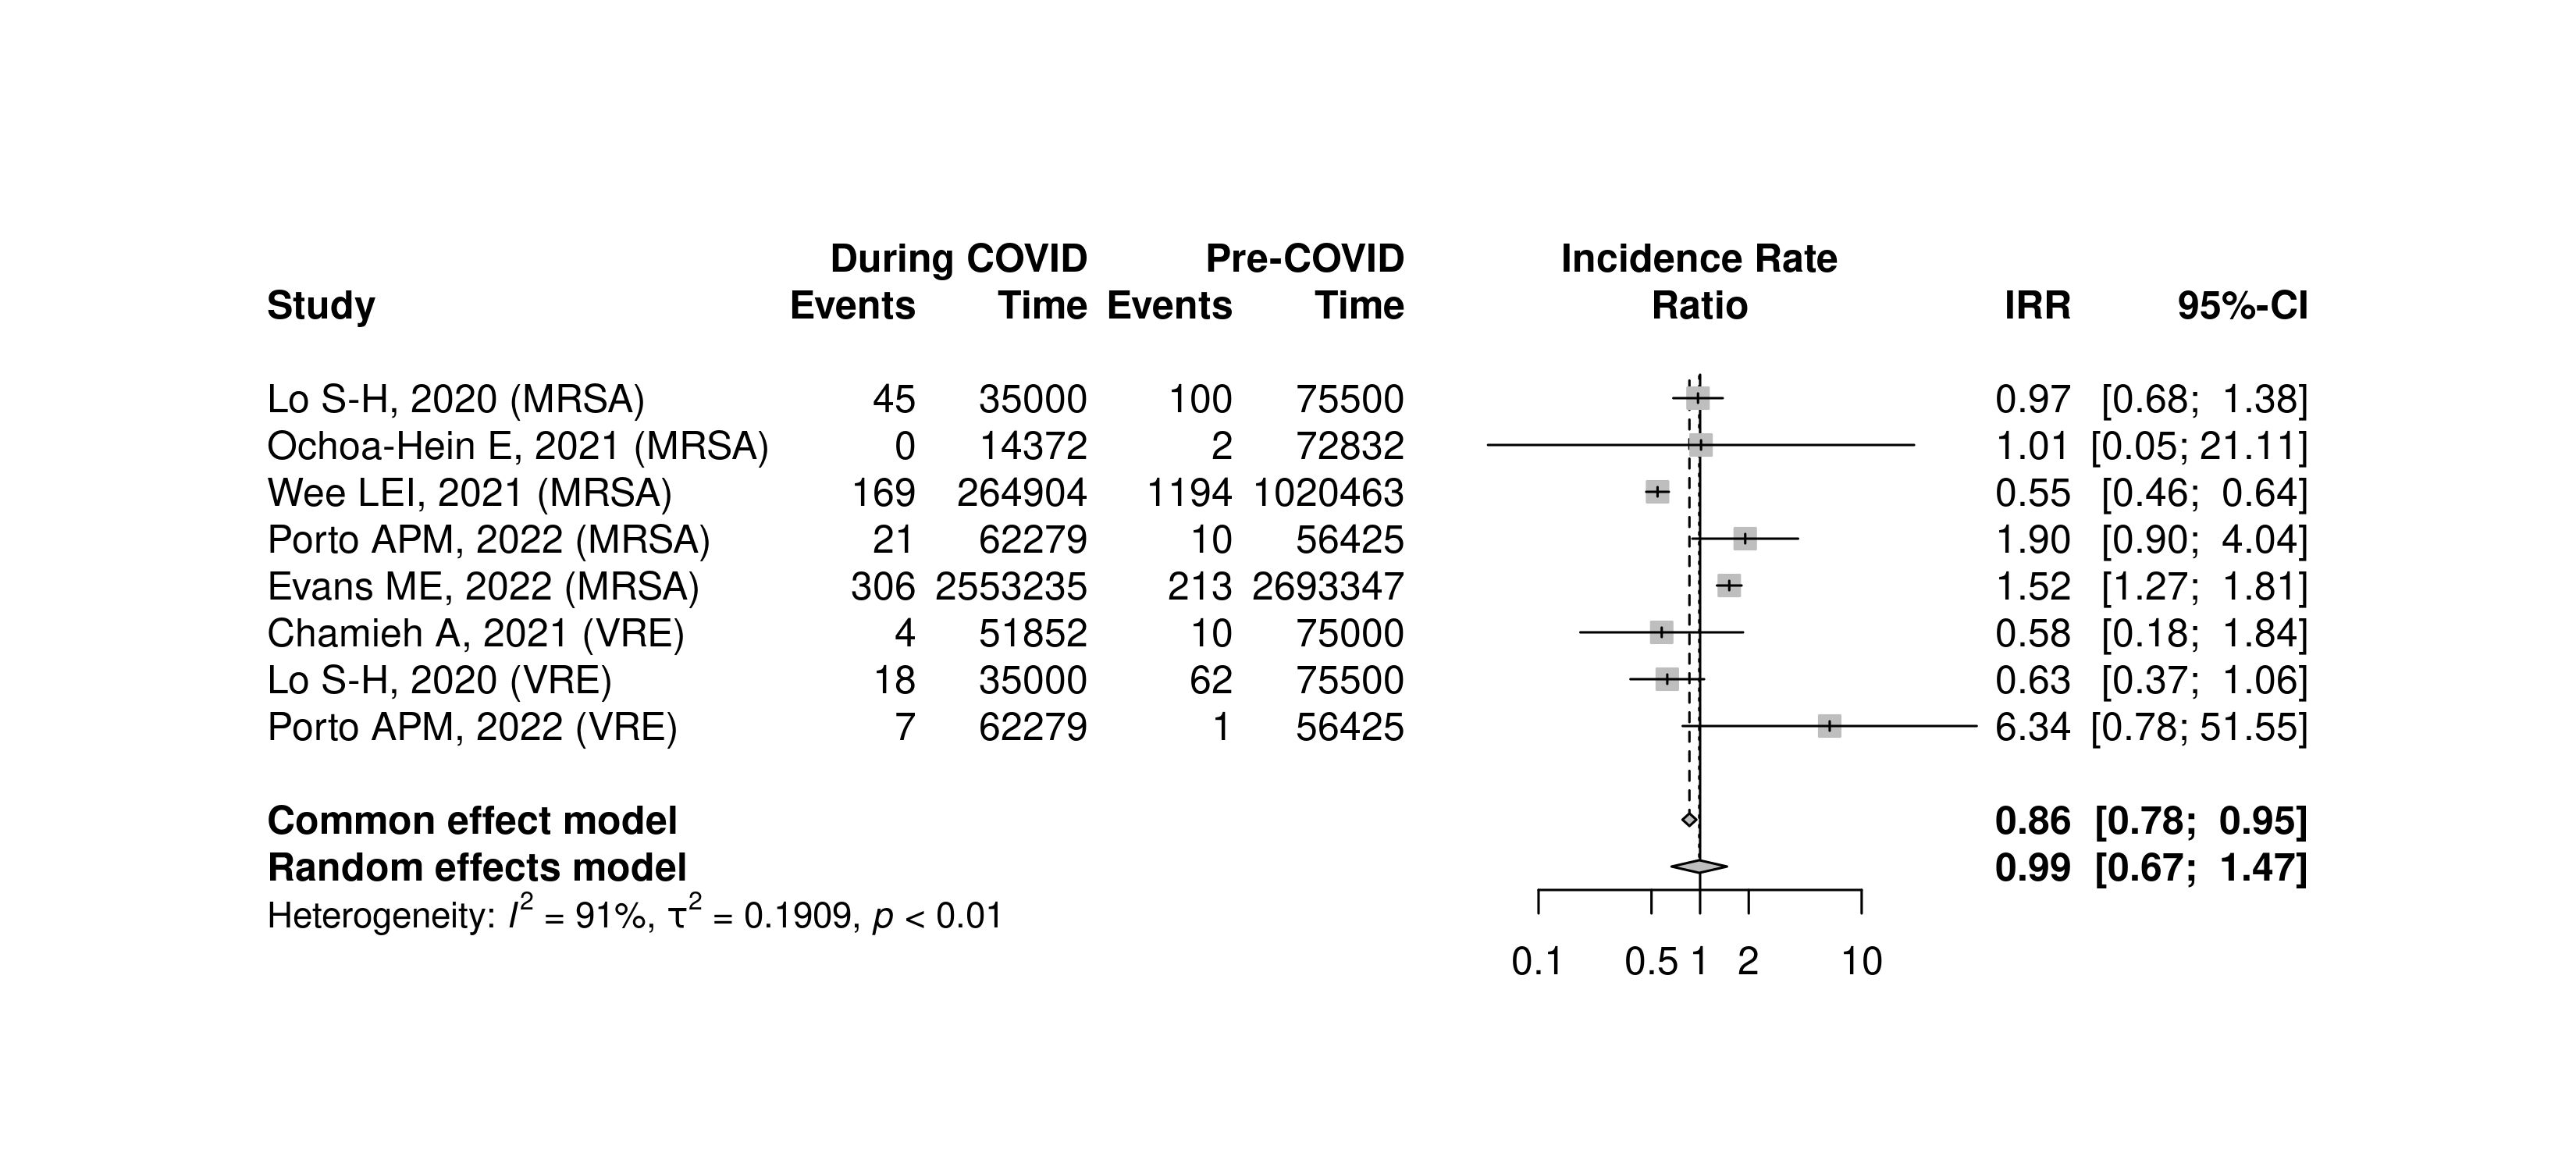 During COVID Pre-COVID Incidence Rate
Study Events Time Events Time Ratio IRR 95%-CI
Lo S-H, 2020 (MRSA) 45 35000 100 75500 0.97 [0.68; 1.38]
Ochoa-Hein E, 2021 (MRSA) 0 14372 2 72832 1.01 [0.05; 21.11]
Wee LEI, 2021 (MRSA) 169 264904 1194 1020463 0.55 [0.46; 0.64]
Porto APM, 2022 (MRSA) 21 62279 10 56425 1.90 [0.90; 4.04]
Evans ME, 2022 (MRSA) 306 2553235 213 2693347 1.52 [1.27; 1.81]
Chamieh A, 2021 (VRE) 4 51852 10 75000 0.58 [0.18; 1.84]
Lo S-H, 2020 (VRE) 18 35000 62 75500 0.63 [0.37; 1.06]
Porto APM, 2022 (VRE) 7 62279 1 56425 6.34 [0.78; 51.55]
Common effect model 0.86 [0.78; 0.95]
Random effects model 0.99 [0.67; 1.47]
Heterogeneity: I² = 91%, τ² = 0.1909, p < 0.01
0.1 0.5 1 2 10